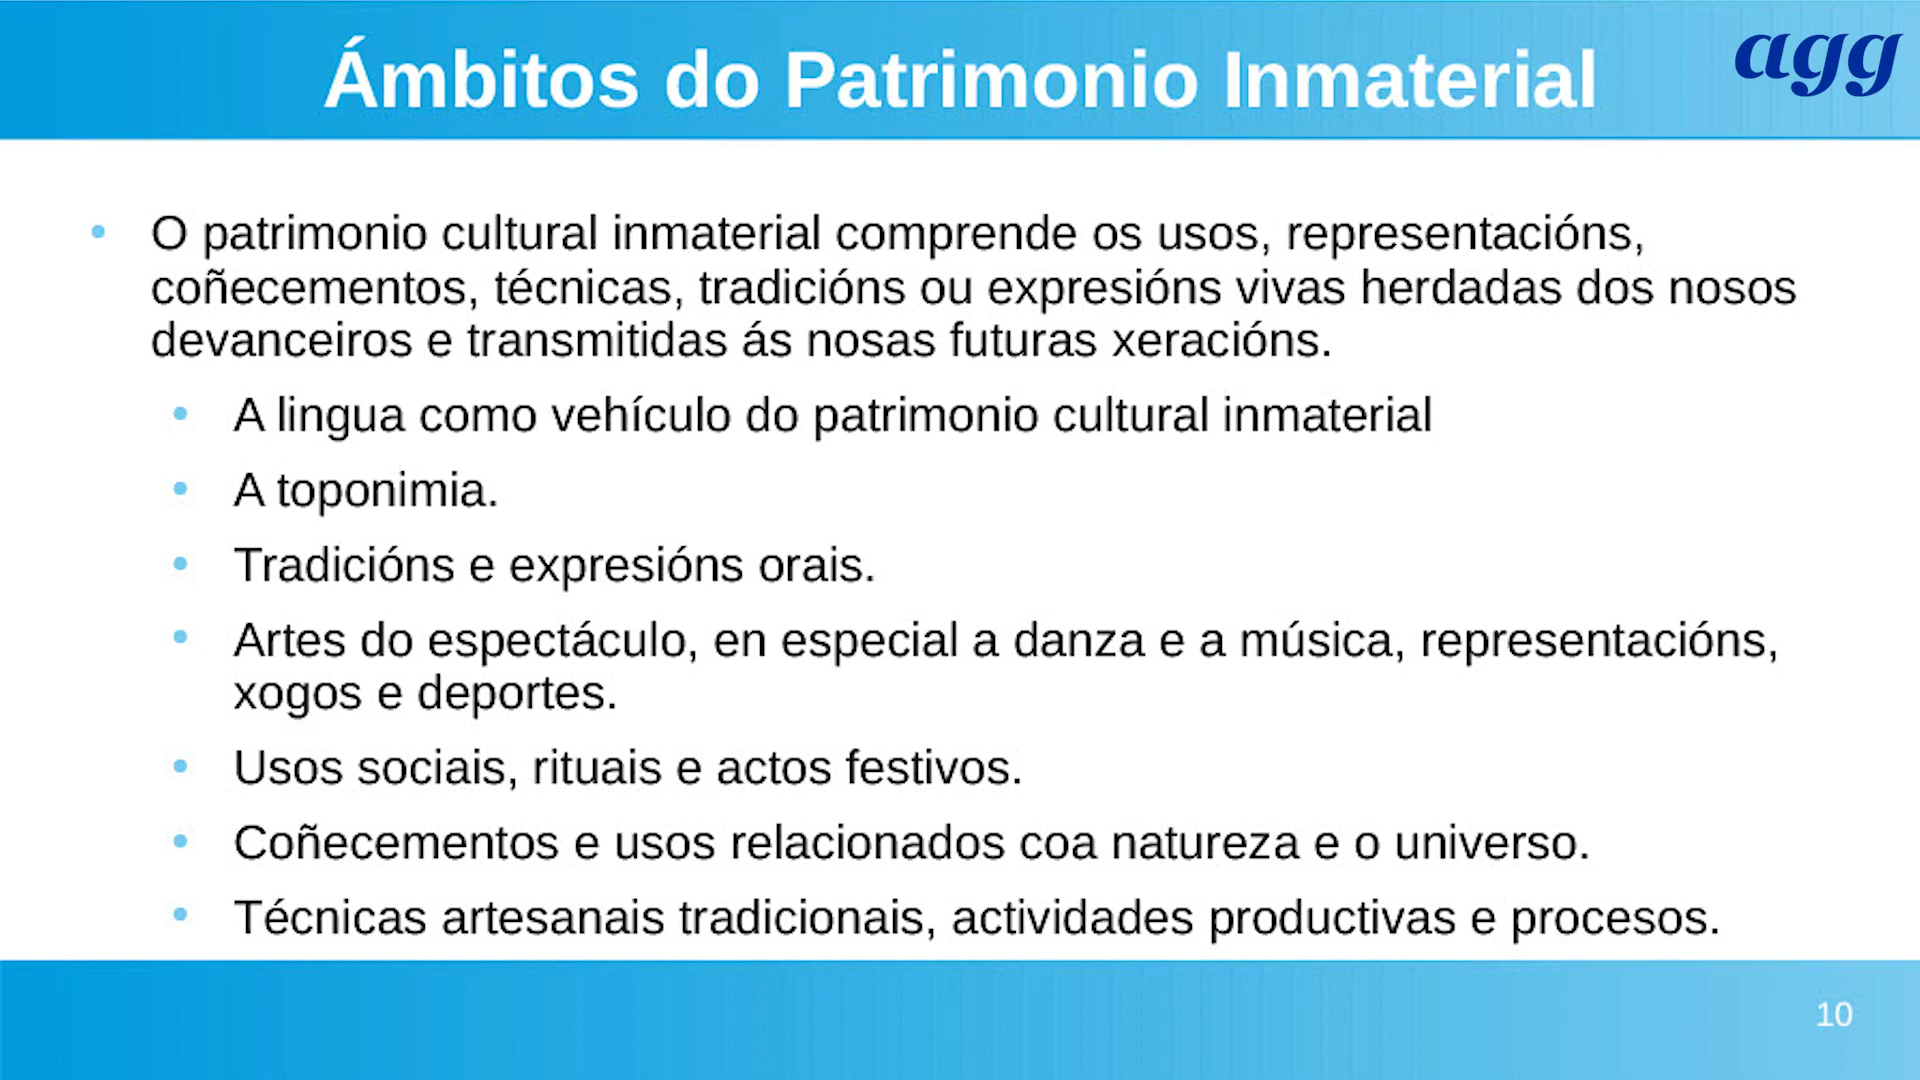 Ámbitos do Patrimonio Inmaterial
agg
O patrimonio cultural inmaterial comprende os usos, representacións,
coñecementos, técnicas, tradicións ou expresións vivas herdadas dos nosos
devanceiros e transmitidas ás nosas futuras xeracións.
A lingua como vehículo do patrimonio cultural inmaterial
A toponimia.
Tradicións e expresións orais.
Artes do espectáculo, en especial a danza e a música, representacións,
xogos e deportes.
Usos sociais, rituais e actos festivos.
Coñecementos e usos relacionados coa natureza e o universo.
Técnicas artesanais tradicionais, actividades productivas e procesos.
10